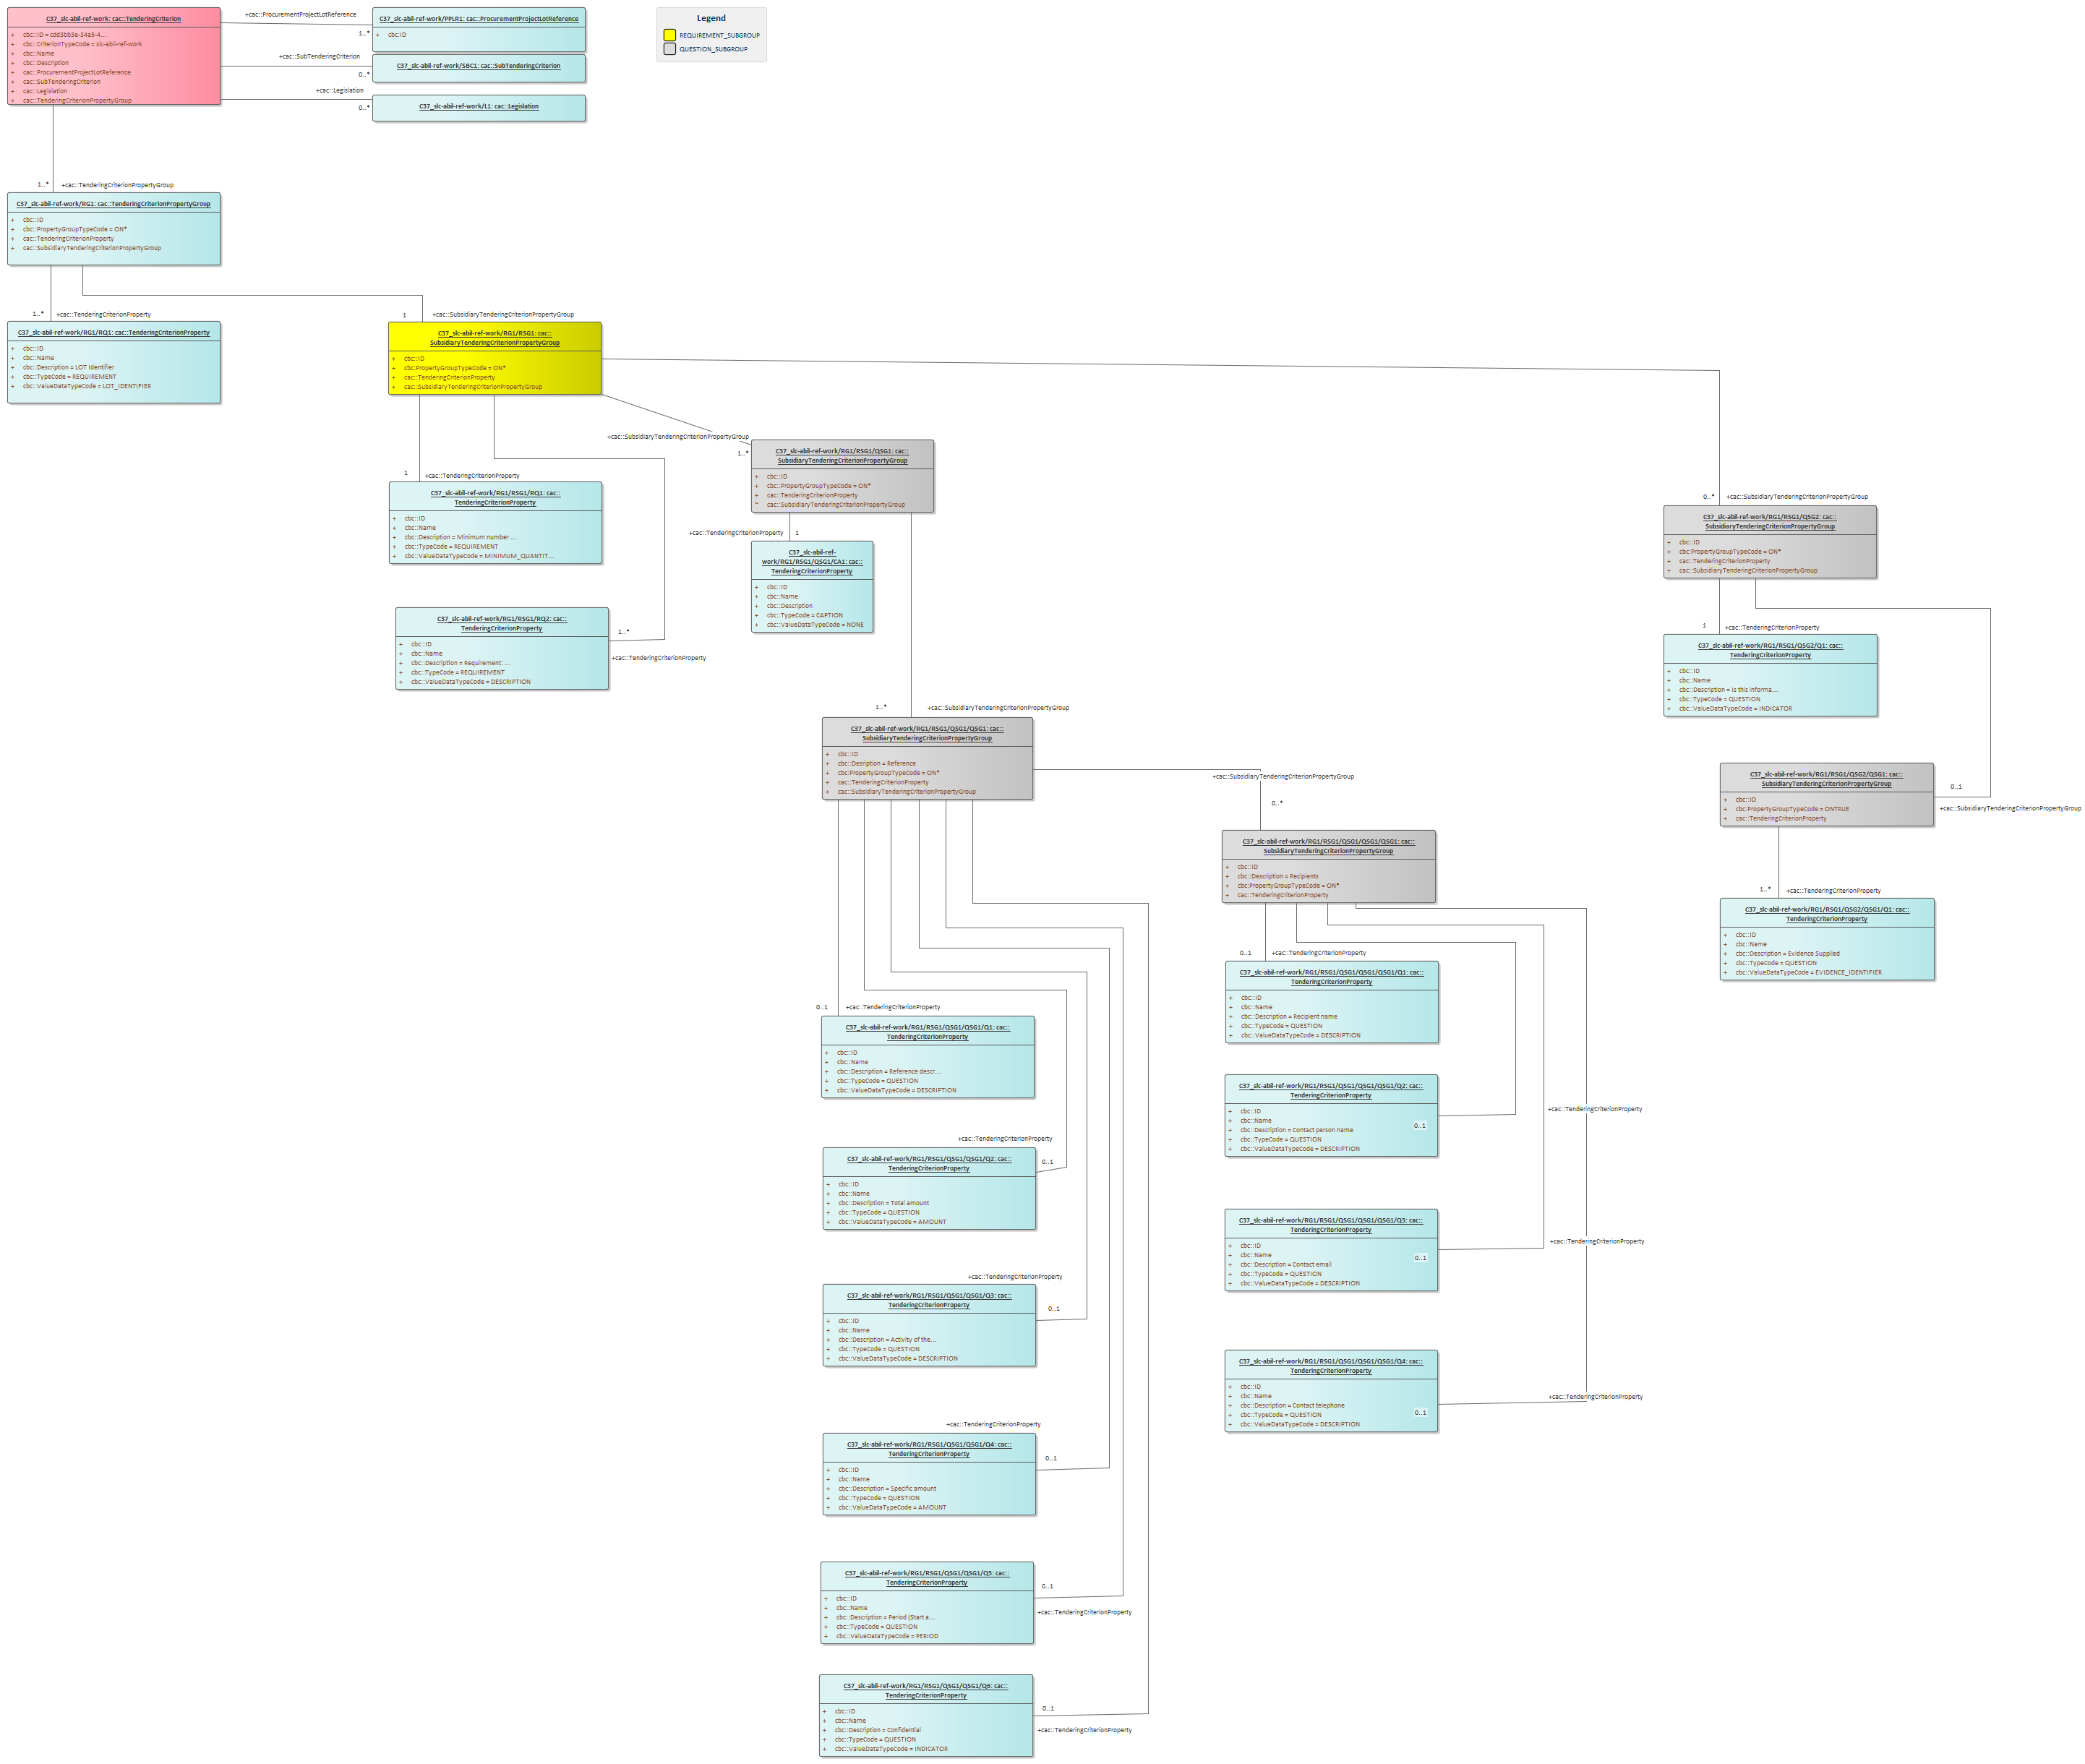 C37_slc-abil-ref-work: cac::TenderingCriterion
+ cbc::ID = cdd3bb3e-34a5-4...
+ cbc::CriterionTypeCode = slc-abil-ref-work
+ cbc::Name
+ cbc::Description
+ cac::ProcurementProjectLotReference
+ cac::SubTenderingCriterion
+ cac::Legislation
+ cac::TenderingCriterionPropertyGroup
+cac::ProcurementProjectLotReference
1..*
C37_slc-abil-ref-work/PPLR1: cac::ProcurementProjectLotReference
+ cbc:ID
+cac::SubTenderingCriterion
0..*
C37_slc-abil-ref-work/SBC1: cac::SubTenderingCriterion
+cac::Legislation
0..*
C37_slc-abil-ref-work/L1: cac::Legislation
Legend
REQUIREMENT_SUBGROUP
QUESTION_SUBGROUP
1..*
+cac::TenderingCriterionPropertyGroup
C37_slc-abil-ref-work/RG1: cac::TenderingCriterionPropertyGroup
+ cbc::ID
+ cbc::PropertyGroupTypeCode = ON*
+ cac::TenderingCriterionProperty
+ cac::SubsidiaryTenderingCriterionPropertyGroup
1..*
+cac::TenderingCriterionProperty
C37_slc-abil-ref-work/RG1/RQ1: cac::TenderingCriterionProperty
+ cbc::ID
+ cbc::Name
+ cbc::Description = LOT Identifier
+ cbc::TypeCode = REQUIREMENT
+ cbc::ValueDataTypeCode = LOT_IDENTIFIER
1
+cac::SubsidiaryTenderingCriterionPropertyGroup
C37_slc-abil-ref-work/RG1/RSG1: cac::
SubsidiaryTenderingCriterionPropertyGroup
+ cbc::ID
+ cbc:PropertyGroupTypeCode = ON*
+ cac::TenderingCriterionProperty
+ cac::SubsidiaryTenderingCriterionPropertyGroup
1
+cac::TenderingCriterionProperty
C37_slc-abil-ref-work/RG1/RSG1/RQ1: cac::
TenderingCriterionProperty
+ cbc::ID
+ cbc::Name
+ cbc::Description = Minimum number ...
+ cbc::TypeCode = REQUIREMENT
+ cbc::ValueDataTypeCode = MINIMUM_QUANTIT...
C37_slc-abil-ref-work/RG1/RSG1/RQ2: cac::
TenderingCriterionProperty
+ cbc::ID
+ cbc::Name
+ cbc::Description = Requirement: ...
+ cbc::TypeCode = REQUIREMENT
+ cbc::ValueDataTypeCode = DESCRIPTION
1..*
+cac::TenderingCriterionProperty
+cac::SubsidiaryTenderingCriterionPropertyGroup
1..*
C37_slc-abil-ref-work/RG1/RSG1/QSG1: cac::
SubsidiaryTenderingCriterionPropertyGroup
+ cbc::ID
+ cbc::PropertyGroupTypeCode = ON*
+ cac::TenderingCriterionProperty
~ cac::SubsidiaryTenderingCriterionPropertyGroup
+cac::TenderingCriterionProperty
1
C37_slc-abil-ref-
work/RG1/RSG1/QSG1/CA1: cac::
TenderingCriterionProperty
+ cbc::ID
+ cbc::Name
+ cbc::Description
+ cbc::TypeCode = CAPTION
+ cbc::ValueDataTypeCode = NONE
1..*
+cac::SubsidiaryTenderingCriterionPropertyGroup
C37_slc-abil-ref-work/RG1/RSG1/QSG1/QSG1: cac::
SubsidiaryTenderingCriterionPropertyGroup
+ cbc::ID
+ cbc::Desription = Reference
+ cbc:PropertyGroupTypeCode = ON*
+ cac::TenderingCriterionProperty
+ cac::SubsidiaryTenderingCriterionPropertyGroup
0..1
+cac::TenderingCriterionProperty
C37_slc-abil-ref-work/RG1/RSG1/QSG1/QSG1/Q1: cac::
TenderingCriterionProperty
+ cbc::ID
+ cbc::Name
+ cbc::Description = Reference descr...
+ cbc::TypeCode = QUESTION
+ cbc::ValueDataTypeCode = DESCRIPTION
+cac::TenderingCriterionProperty
0..1
C37_slc-abil-ref-work/RG1/RSG1/QSG1/QSG1/Q2: cac::
TenderingCriterionProperty
+ cbc::ID
+ cbc::Name
+ cbc::Description = Total amount
+ cbc::TypeCode = QUESTION
+ cbc::ValueDataTypeCode = AMOUNT
+cac::TenderingCriterionProperty
0..1
C37_slc-abil-ref-work/RG1/RSG1/QSG1/QSG1/Q3: cac::
TenderingCriterionProperty
+ cbc::ID
+ cbc::Name
+ cbc::Description = Activity of the...
+ cbc::TypeCode = QUESTION
+ cbc::ValueDataTypeCode = DESCRIPTION
+cac::TenderingCriterionProperty
0..1
C37_slc-abil-ref-work/RG1/RSG1/QSG1/QSG1/Q4: cac::
TenderingCriterionProperty
+ cbc::ID
+ cbc::Name
+ cbc::Description = Specific amount
+ cbc::TypeCode = QUESTION
+ cbc::ValueDataTypeCode = AMOUNT
C37_slc-abil-ref-work/RG1/RSG1/QSG1/QSG1/Q5: cac::
TenderingCriterionProperty
+ cbc::ID
+ cbc::Name
+ cbc::Description = Period (Start a...
+ cbc::TypeCode = QUESTION
+ cbc::ValueDataTypeCode = PERIOD
0..1
+cac::TenderingCriterionProperty
C37_slc-abil-ref-work/RG1/RSG1/QSG1/QSG1/Q6: cac::
TenderingCriterionProperty
+ cbc::ID
+ cbc::Name
+ cbc::Description = Confidential
+ cbc::TypeCode = QUESTION
+ cbc::ValueDataTypeCode = INDICATOR
0..1
+cac::TenderingCriterionProperty
+cac::SubsidiaryTenderingCriterionPropertyGroup
0..*
C37_slc-abil-ref-work/RG1/RSG1/QSG1/QSG1/QSG1: cac::
SubsidiaryTenderingCriterionPropertyGroup
+ cbc::ID
+ cbc::Description = Recipients
+ cbc:PropertyGroupTypeCode = ON*
+ cac::TenderingCriterionProperty
0..1
+cac::TenderingCriterionProperty
C37_slc-abil-ref-work/RG1/RSG1/QSG1/QSG1/QSG1/Q1: cac::
TenderingCriterionProperty
+ cbc::ID
+ cbc::Name
+ cbc::Description = Recipient name
+ cbc::TypeCode = QUESTION
+ cbc::ValueDataTypeCode = DESCRIPTION
C37_slc-abil-ref-work/RG1/RSG1/QSG1/QSG1/QSG1/Q2: cac::
TenderingCriterionProperty
+ cbc::ID
+ cbc::Name
+ cbc::Description = Contact person name
+ cbc::TypeCode = QUESTION
+ cbc::ValueDataTypeCode = DESCRIPTION
0..1
+cac::TenderingCriterionProperty
C37_slc-abil-ref-work/RG1/RSG1/QSG1/QSG1/QSG1/Q3: cac::
TenderingCriterionProperty
+ cbc::ID
+ cbc::Name
+ cbc::Description = Contact email
+ cbc::TypeCode = QUESTION
+ cbc::ValueDataTypeCode = DESCRIPTION
0..1
+cac::TenderingCriterionProperty
C37_slc-abil-ref-work/RG1/RSG1/QSG1/QSG1/QSG1/Q4: cac::
TenderingCriterionProperty
+ cbc::ID
+ cbc::Name
+ cbc::Description = Contact telephone
+ cbc::TypeCode = QUESTION
+ cbc::ValueDataTypeCode = DESCRIPTION
0..1
+cac::TenderingCriterionProperty
0..*
+cac::SubsidiaryTenderingCriterionPropertyGroup
C37_slc-abil-ref-work/RG1/RSG1/QSG2: cac::
SubsidiaryTenderingCriterionPropertyGroup
+ cbc::ID
+ cbc:PropertyGroupTypeCode = ON*
+ cac::TenderingCriterionProperty
+ cac::SubsidiaryTenderingCriterionPropertyGroup
1
+cac::TenderingCriterionProperty
C37_slc-abil-ref-work/RG1/RSG1/QSG2/Q1: cac::
TenderingCriterionProperty
+ cbc::ID
+ cbc::Name
+ cbc::Description = Is this informa...
+ cbc::TypeCode = QUESTION
+ cbc::ValueDataTypeCode = INDICATOR
C37_slc-abil-ref-work/RG1/RSG1/QSG2/QSG1: cac::
SubsidiaryTenderingCriterionPropertyGroup
+ cbc::ID
+ cbc:PropertyGroupTypeCode = ONTRUE
+ cac::TenderingCriterionProperty
0..1
+cac::SubsidiaryTenderingCriterionPropertyGroup
1..*
+cac::TenderingCriterionProperty
C37_slc-abil-ref-work/RG1/RSG1/QSG2/QSG1/Q1: cac::
TenderingCriterionProperty
+ cbc::ID
+ cbc::Name
+ cbc::Description = Evidence Supplied
+ cbc::TypeCode = QUESTION
+ cbc::ValueDataTypeCode = EVIDENCE_IDENTIFIER